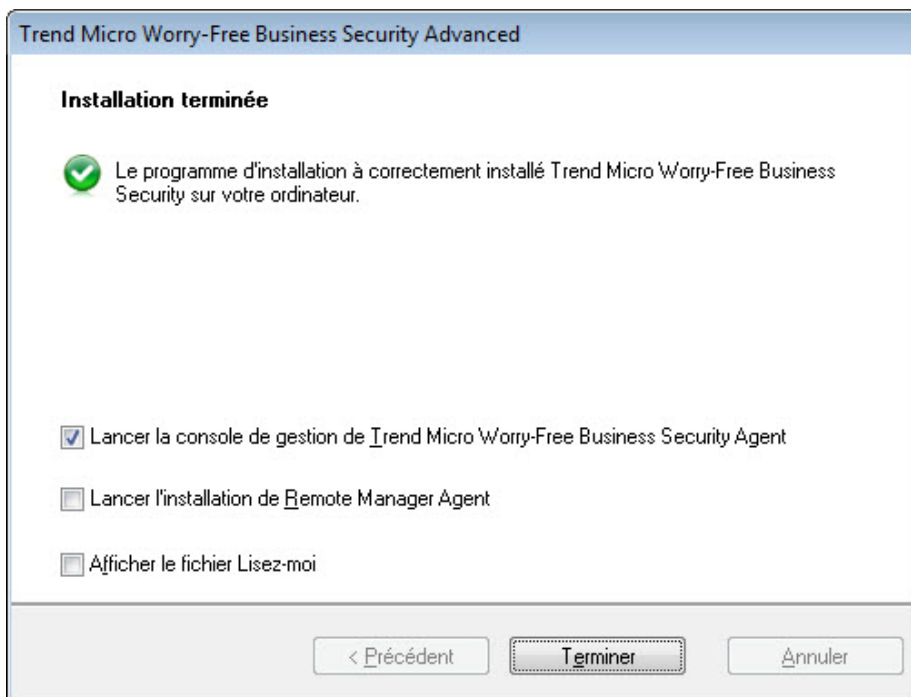 Trend Micro Worry-Free Business Security Advanced
Installation terminée
Le programme d'installation à correctement installé Trend Micro Worry-Free Business
Security sur votre ordinateur.
Lancer la console de gestion de Trend Micro Worry-Free Business Security Agent
Lancer l'installation de Remote Manager Agent
Afficher le fichier Lisez-moi
< Précédent
Terminer
Annuler